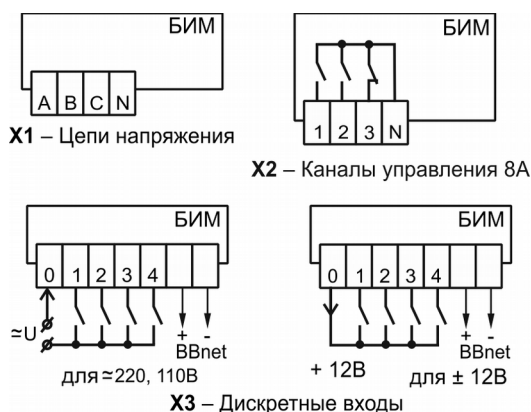 БИМ
A B C N
X1 – Цепи напряжения
БИМ
1 2 3 N
X2 – Каналы управления 8А
БИМ
0 1 2 3 4
≃U
+ -
BBnet
для ≃220, 110В
БИМ
0 1 2 3 4
+ 12В
+ -
BBnet
для ± 12В
X3 – Дискретные входы